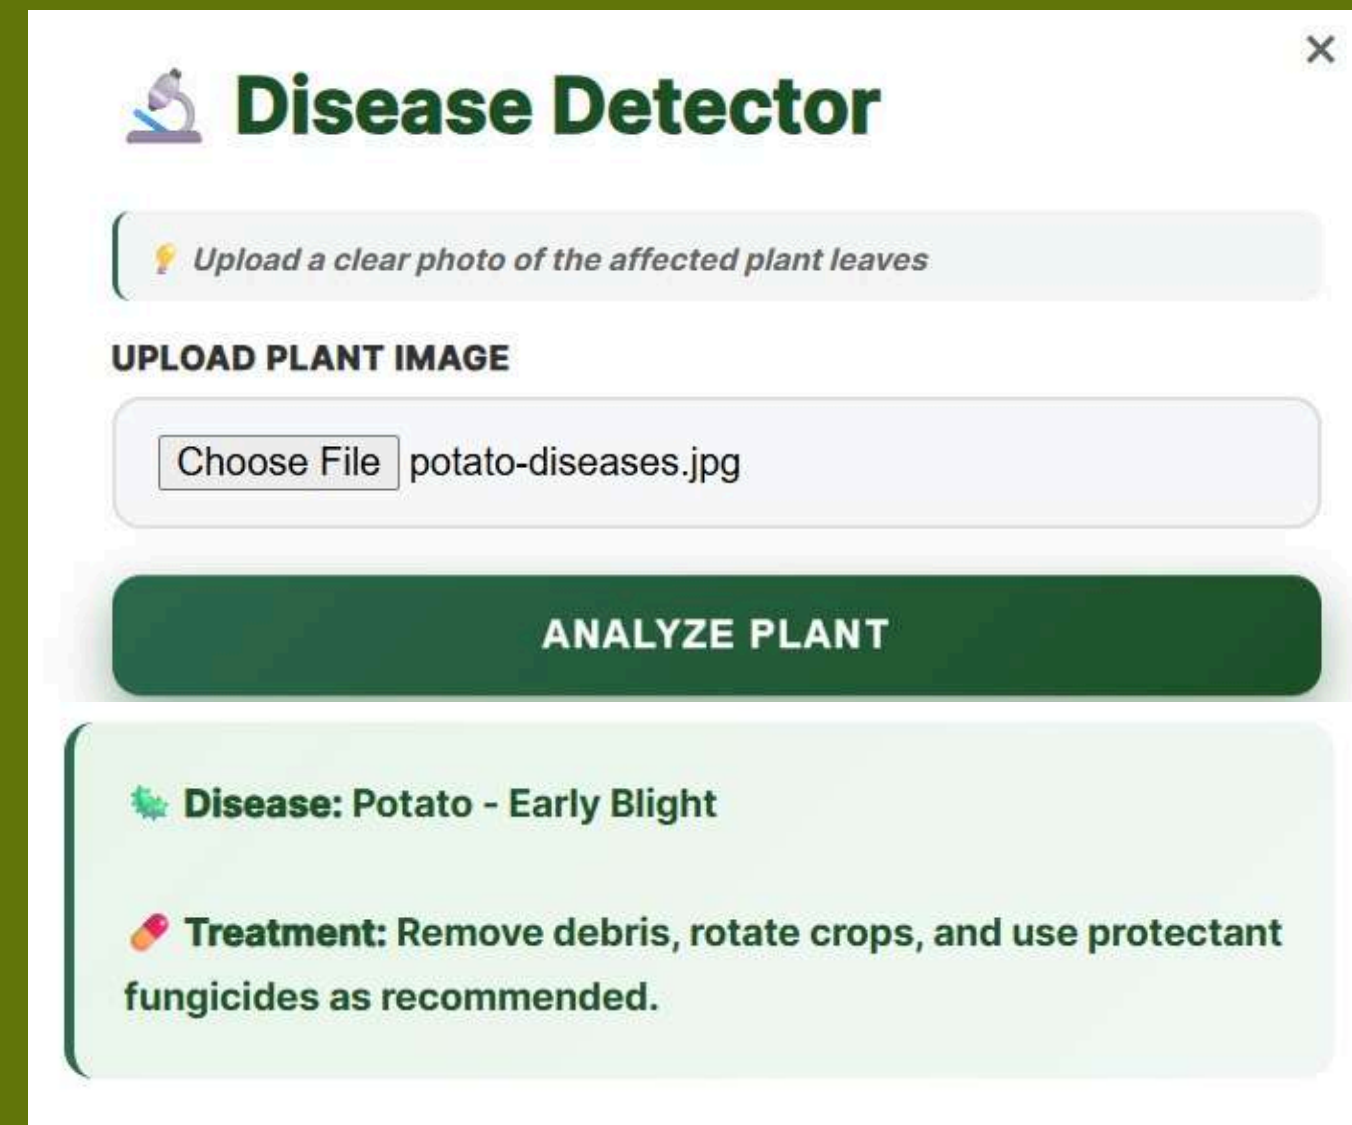 Disease Detector
Upload a clear photo of the affected plant leaves
UPLOAD PLANT IMAGE
Choose File potato-diseases.jpg
ANALYZE PLANT
Disease: Potato - Early Blight
Treatment: Remove debris, rotate crops, and use protectant
fungicides as recommended.